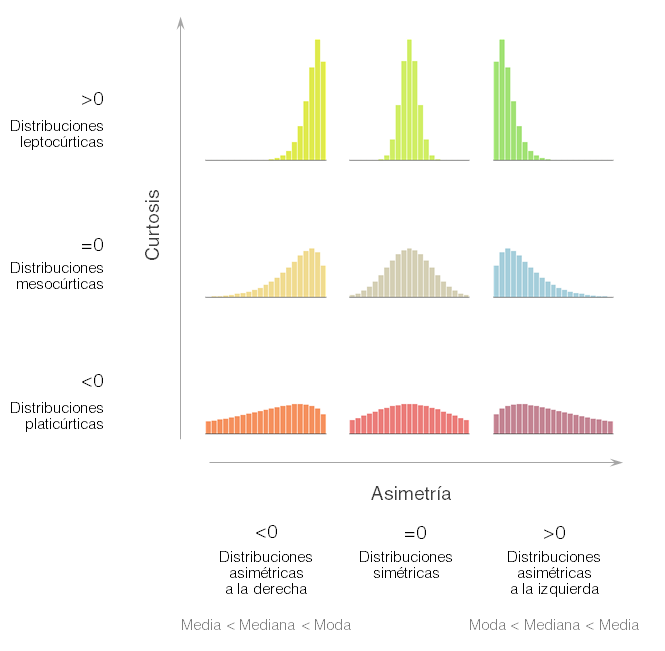 >0
Distribuciones
leptocúrticas
Curtosis
=0
Distribuciones
mesocúrticas
<0
Distribuciones
platicúrticas
Asimetría
<0
Distribuciones
asimétricas
a la derecha
=0
Distribuciones
simétricas
>0
Distribuciones
asimétricas
a la izquierda
Media < Mediana < Moda
Moda < Mediana < Media